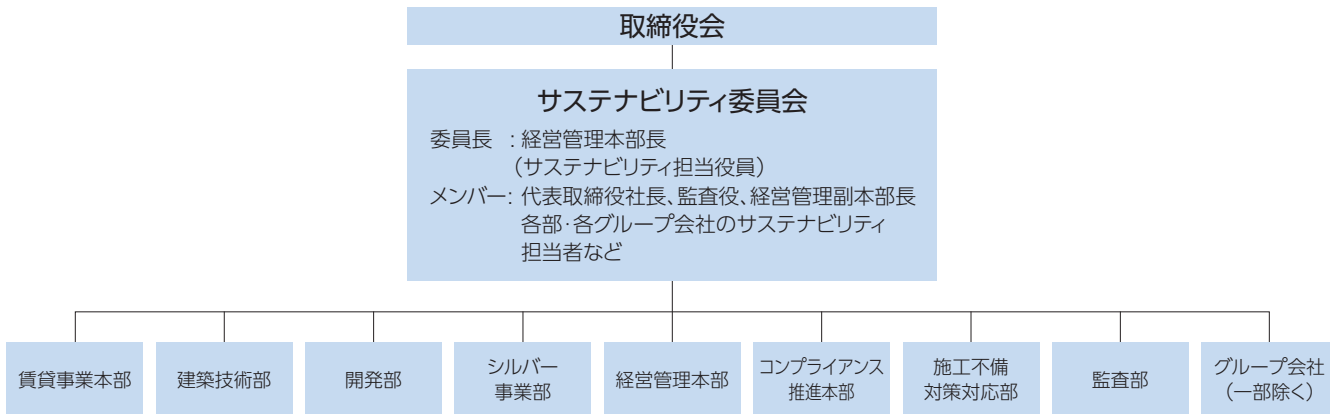 取締役会
サステナビリティ委員会
委員長　：経営管理本部長
（サステナビリティ担当役員）
メンバー：代表取締役社長、監査役、経営管理副本部長
各部・各グループ会社のサステナビリティ
担当者など
賃貸事業本部
建築技術部
開発部
シルバー
事業部
経営管理本部
コンプライアンス
推進本部
施工不備
対策対応部
監査部
グループ会社
（一部除く）